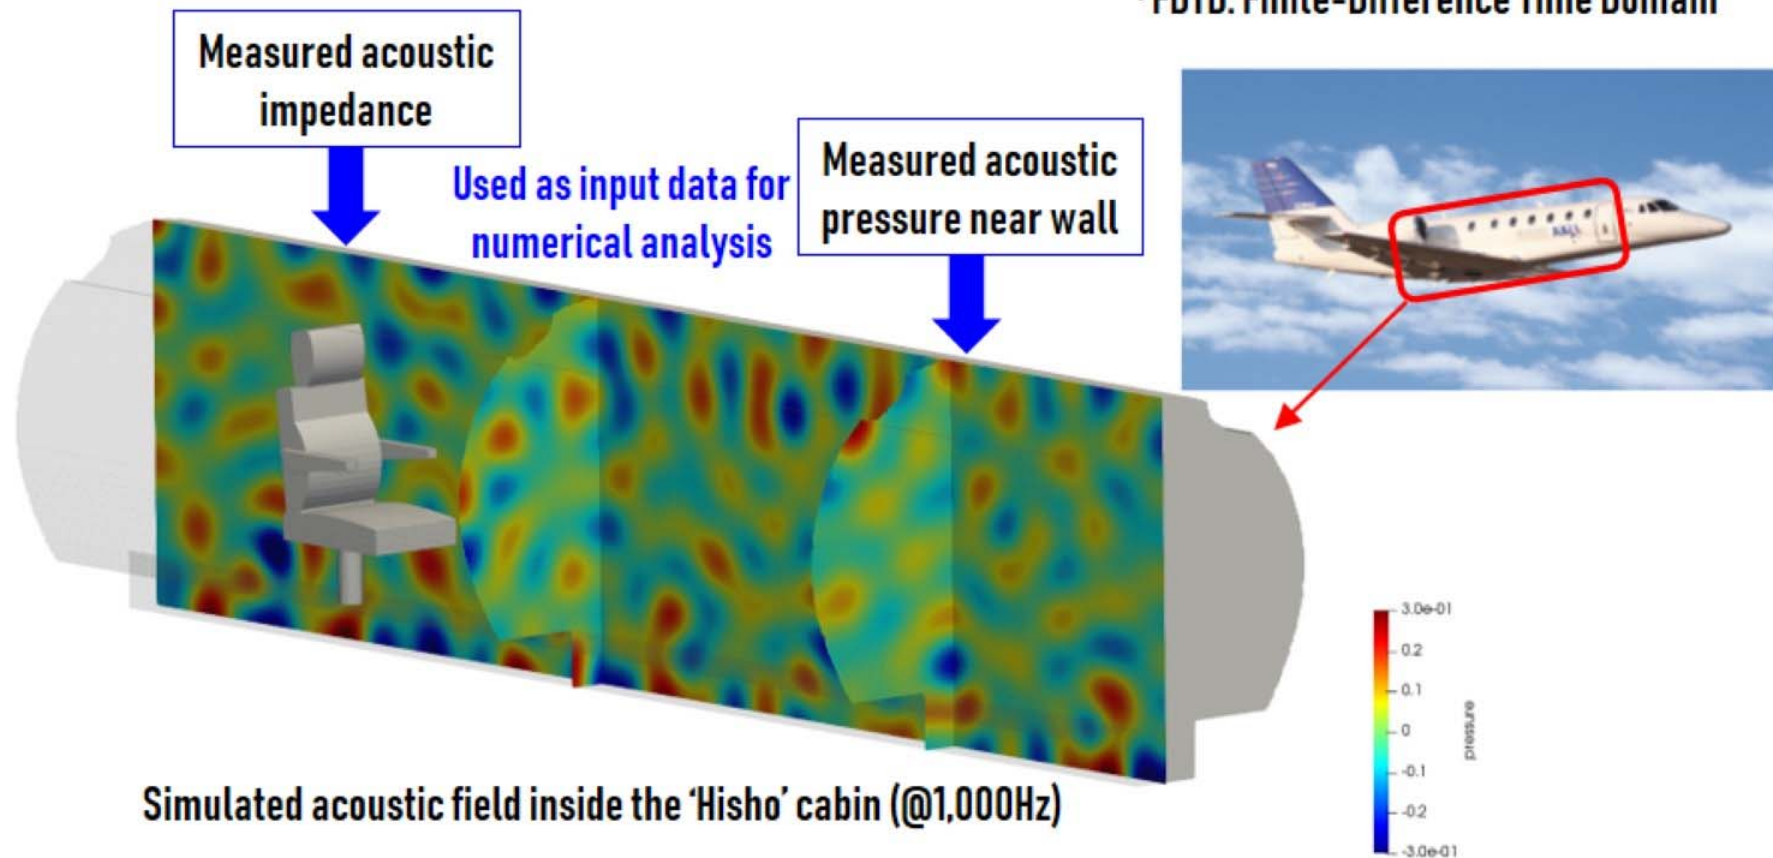 *FDTD: Finite-Difference Time Domain
Measured acoustic
impedance
Used as input data for
numerical analysis
Measured acoustic
pressure near wall
3.0e-01
0.2
0.1
0
-0.1
-0.2
-3.0e-01
pressure
Simulated acoustic field inside the ‘Hisho’ cabin (@1,000Hz)